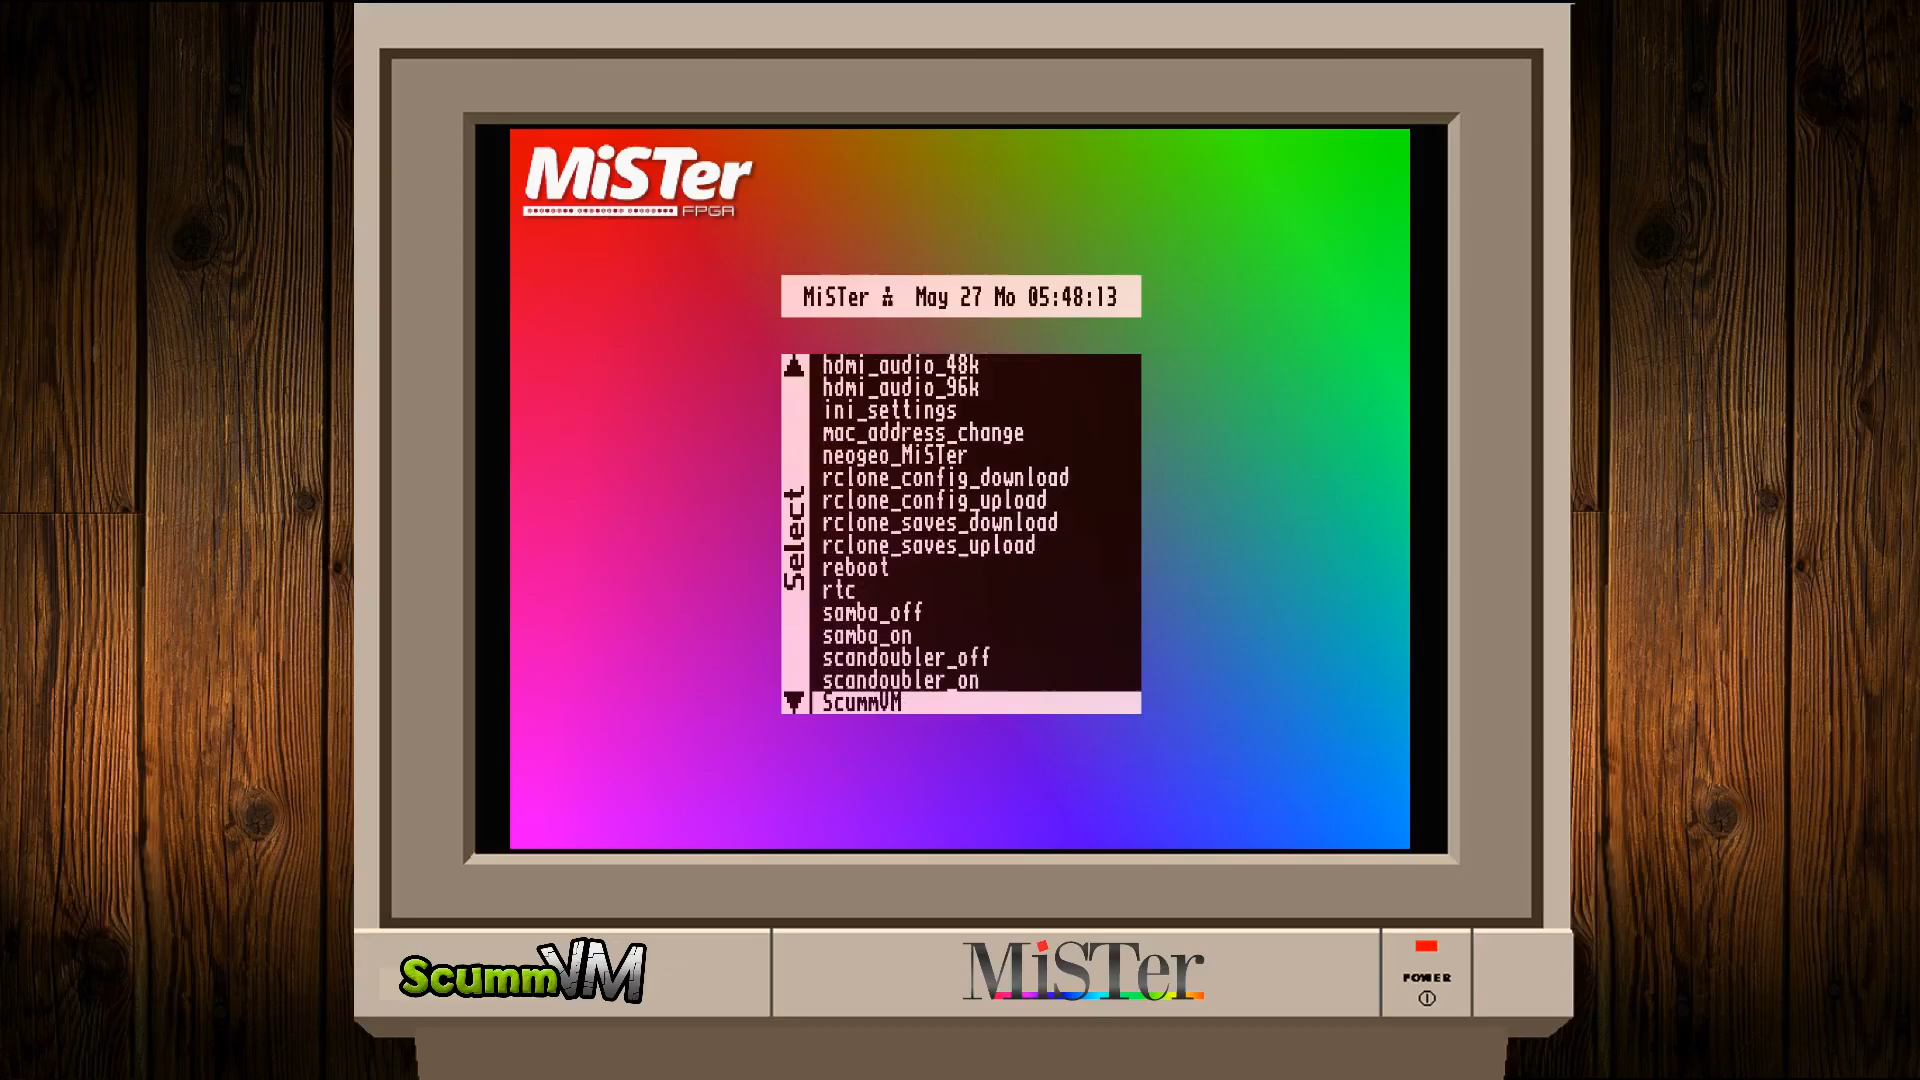 MiSTer
FPGA
MiSTer May 27 Mo 05:48:13
Select
hdmi_audio_48k
hdmi_audio_96k
ini_settings
mac_address_change
neogeo_MiSTer
rclone_config_download
rclone_config_upload
rclone_saves_download
rclone_saves_upload
reboot
rtc
samba_off
samba_on
scandoubler_off
scandoubler_on
ScummVM
ScummVM
MiSTer
POWER